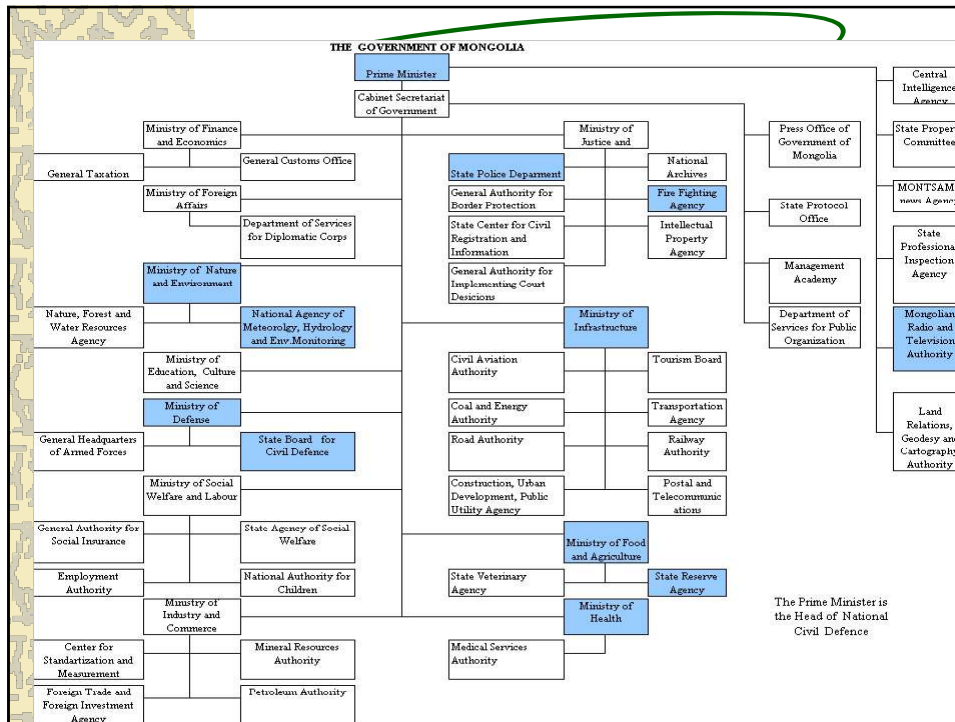 THE GOVERNMENT OF MONGOLIA
Prime Minister
Cabinet Secretariat
of Government
Central
Intelligence
Agency
Ministry of Finance
and Economics
Ministry of
Justice and
Press Office of
Government of
Mongolia
State Propert
Committee
General Taxation
General Customs Office
State Police Deparment
National
Archives
Ministry of Foreign
Affairs
General Authority for
Border Protection
Fire Fighting
Agency
MONTSAM
news Agency
State Protocol
Office
Department of Services
for Diplomatic Corps
State Center for Civil
Registration and
Information
Intellectual
Property
Agency
State
Professional
Inspection
Agency
Ministry of Nature
and Environment
General Authority for
Implementing Court
Desicions
Management
Academy
Nature, Forest and
Water Resources
Agency
National Agency of
Meteorolgy, Hydrology
and Env.Monitoring
Ministry of
Infrastructure
Department of
Services for Public
Organization
Mongolian
Radio and
Television
Authority
Ministry of
Education, Culture
and Science
Civil Aviation
Authority
Tourism Board
Ministry of
Defense
Coal and Energy
Authority
Transportation
Agency
Land
Relations,
Geodesy and
Cartography
Authority
General Headquarters
of Armed Forces
State Board for
Civil Defence
Road Authority
Railway
Authority
Ministry of Social
Welfare and Labour
Construction, Urban
Development, Public
Utility Agency
Postal and
Telecommunic
ations
General Authority for
Social Insurance
State Agency of Social
Welfare
Ministry of Food
and Agriculture
Employment
Authority
National Authority for
Children
State Veterinary
Agency
State Reserve
Agency
Ministry of
Industry and
Commerce
Ministry of
Health
The Prime Minister is
the Head of National
Civil Defence
Center for
Standartization and
Measurement
Mineral Resources
Authority
Medical Services
Authority
Foreign Trade and
Foreign Investment
Agency
Petroleum Authority